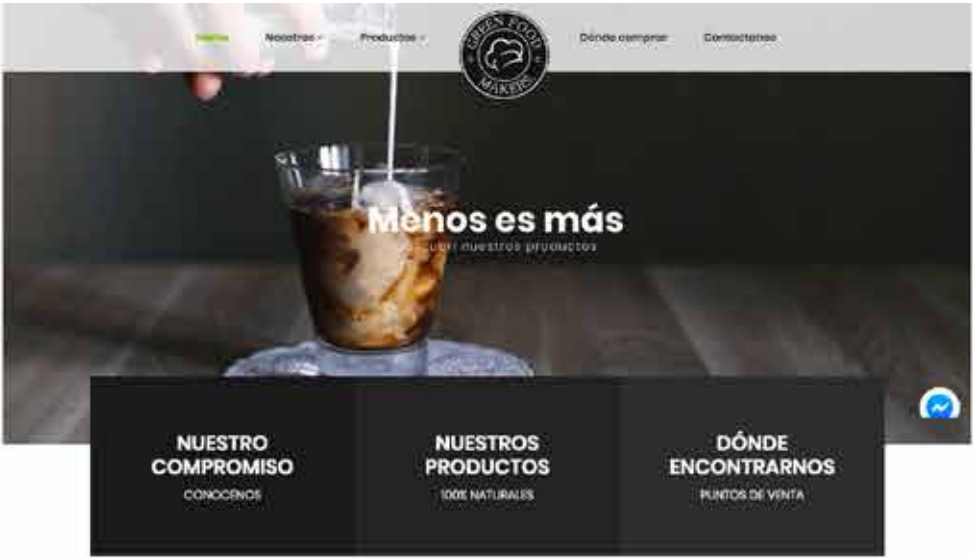 Home
Nosotros
Productos
GREEN FOOD
MAKERS
Dónde comprar
Contactanos
Menos es más
nuestros productos
NUESTRO
COMPROMISO
CONOCENOS
NUESTROS
PRODUCTOS
100% NATURALES
DÓNDE
ENCONTRARNOS
PUNTOS DE VENTA